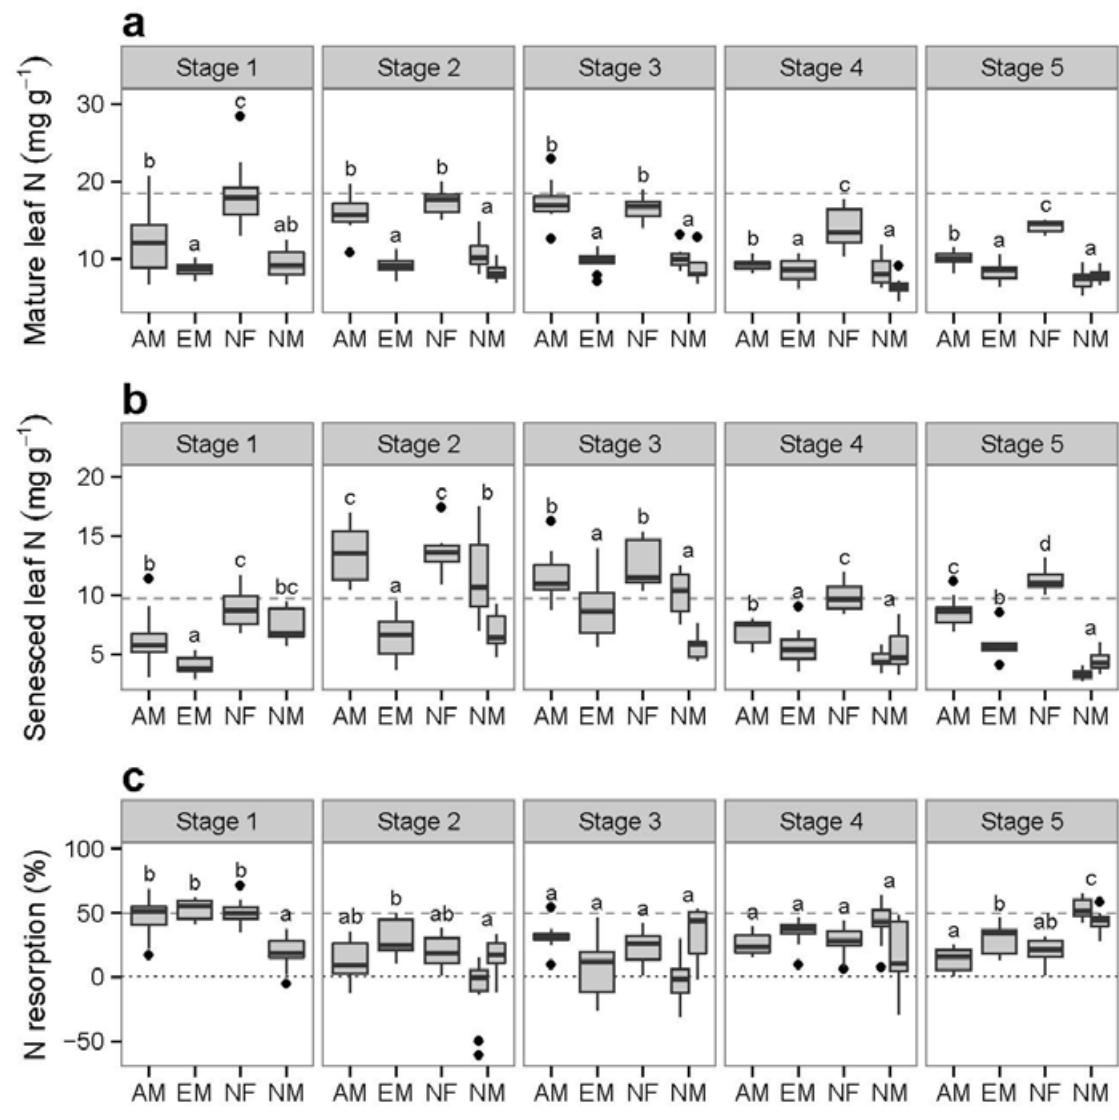 a
Mature leaf N (mg g⁻¹)
Stage 1 Stage 2 Stage 3 Stage 4 Stage 5
30
20
10
b a c ab
b a b a
b a b a
b a c a
b a c a
AM EM NF NM AM EM NF NM AM EM NF NM AM EM NF NM AM EM NF NM
b
Senesced leaf N (mg g⁻¹)
Stage 1 Stage 2 Stage 3 Stage 4 Stage 5
20
15
10
5
b a c bc
c a c b
b a b a
b a c a
c b d a
AM EM NF NM AM EM NF NM AM EM NF NM AM EM NF NM AM EM NF NM
c
N resorption (%)
Stage 1 Stage 2 Stage 3 Stage 4 Stage 5
100
50
0
−50
b b b a
ab b ab a
a a a a
a a a a
a b ab c
AM EM NF NM AM EM NF NM AM EM NF NM AM EM NF NM AM EM NF NM